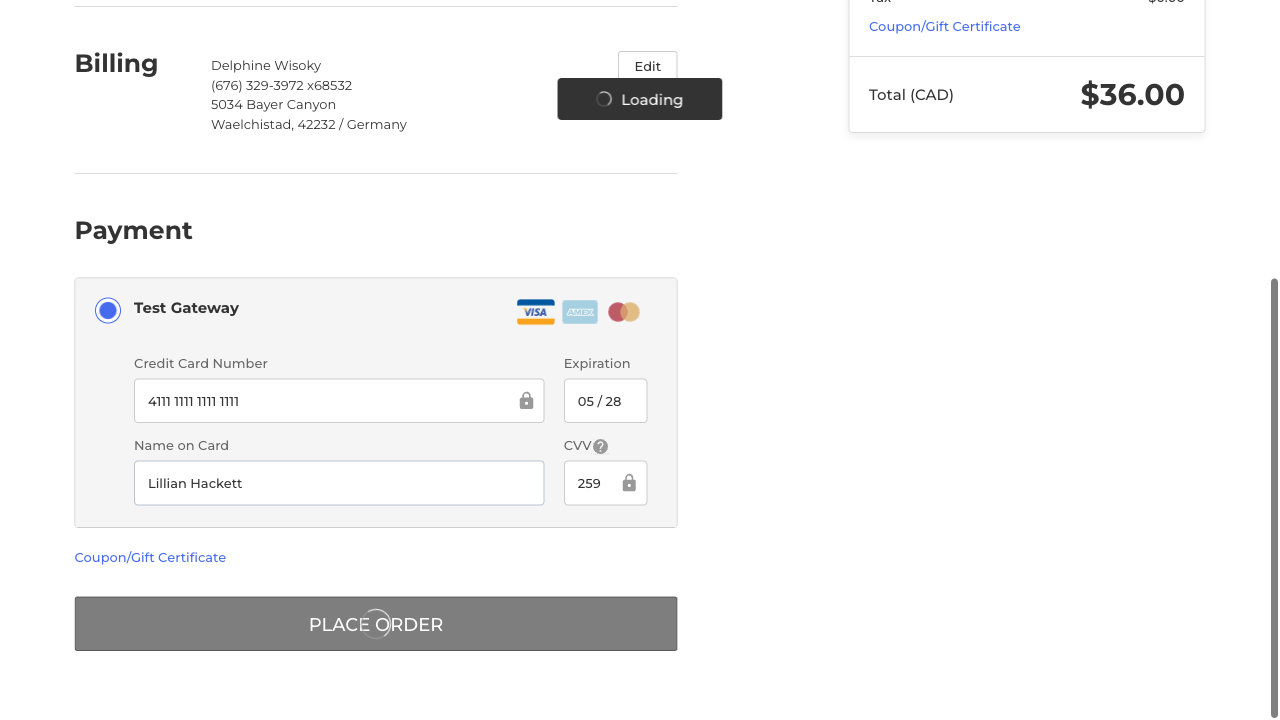 Coupon/Gift Certificate
Total (CAD) $36.00
Billing
Delphine Wisoky
(676) 329-3972 x68532
5034 Bayer Canyon
Waelchistad, 42232 / Germany
Edit
Loading
Payment
Test Gateway
VISA
AMEX
Credit Card Number
Expiration
4111 1111 1111 1111
05 / 28
Name on Card
CVV
Lillian Hackett
259
Coupon/Gift Certificate
PLACE ORDER